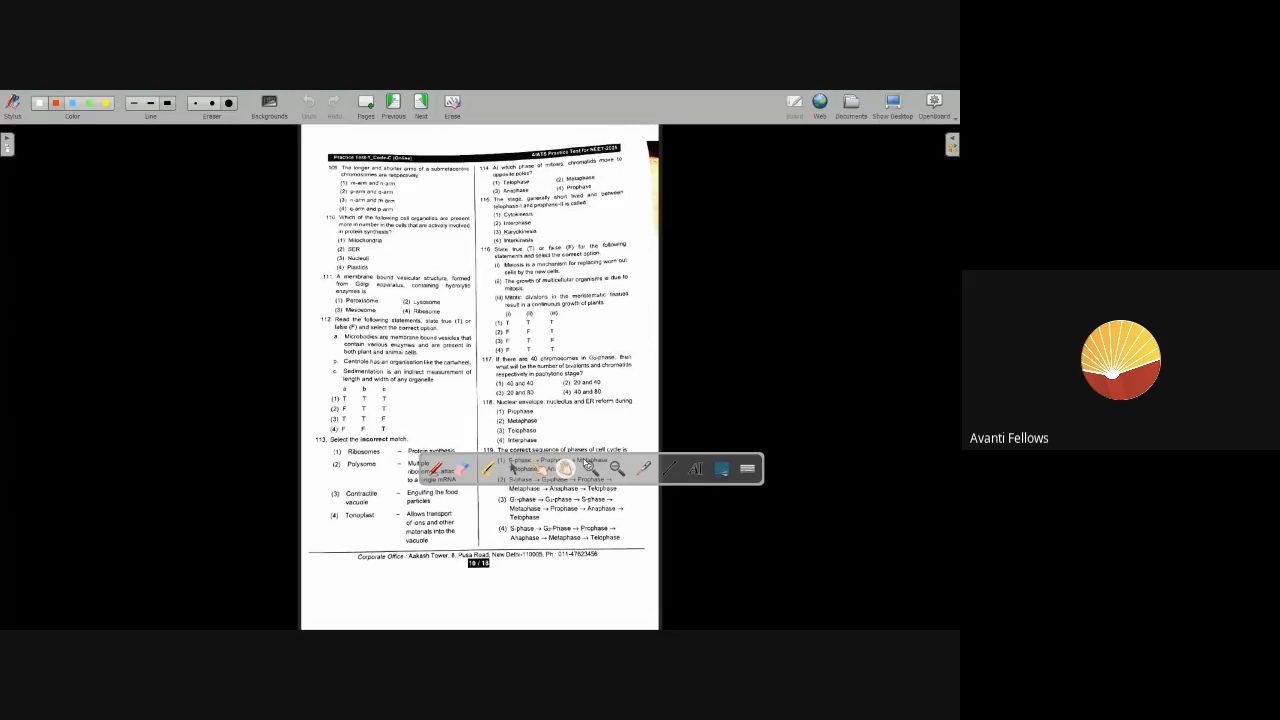 Stylus
Color
Line
Eraser
Backgrounds
Undo
Redo
Pages
Previous
Next
Erase
Board
Web
Documents
Show Desktop
OpenBoard
Practice Test-1_Code-C (Online)
AIATS Practice Test for NEET-2025
109. The longer and shorter arms of a submetacentric
chromosomes are respectively
(1) m-arm and n-arm
(2) p-arm and q-arm
(3) n-arm and m-arm
(4) q-arm and p-arm
110. Which of the following cell organelles are present
more in number in the cells that are actively involved
in protein synthesis?
(1) Mitochondria
(2) SER
(3) Nucleoli
(4) Plastids
111. A membrane bound vesicular structure, formed
from Golgi apparatus, containing hydrolytic
enzymes is
(1) Peroxisome (2) Lysosome
(3) Mesosome (4) Ribosome
112. Read the following statements, state true (T) or
false (F) and select the correct option.
a. Microbodies are membrane bound vesicles that
contain various enzymes and are present in
both plant and animal cells.
b. Centriole has an organisation like the cartwheel.
c. Sedimentation is an indirect measurement of
length and width of any organelle
a b c
(1) T T T
(2) F T T
(3) T T F
(4) F F T
113. Select the incorrect match.
(1) Ribosomes – Protein synthesis
(2) Polysome – Multiple
to a single mRNA
(3) Contractile vacuole – Engulfing the food
particles
(4) Tonoplast – Allows transport
of ions and other
materials into the
vacuole
114. At which phase of mitosis, chromatids move to
opposite poles?
(1) Telophase (2) Metaphase
(3) Anaphase (4) Prophase
115. The stage, generally short lived and between
telophase-I and prophase-II is called
(1) Cytokinesis
(2) Interphase
(3) Karyokinesis
(4) Interkinesis
116. State true (T) or false (F) for the following
statements and select the correct option.
(i) Meiosis is a mechanism for replacing worn out
cells by the new cells.
(ii) The growth of multicellular organisms is due to
mitosis.
(iii) Mitotic divisions in the meristematic tissues
result in a continuous growth of plants
(i) (ii) (iii)
(1) T T T
(2) F F T
(3) F T F
(4) F T T
117. If there are 40 chromosomes in G₂-phase, then
what will be the number of bivalents and chromatids
respectively in pachytene stage?
(1) 40 and 40 (2) 20 and 40
(3) 20 and 80 (4) 40 and 80
118. Nuclear envelope, nucleolus and ER reform during
(1) Prophase
(2) Metaphase
(3) Telophase
(4) Interphase
119. The correct sequence of phases of cell cycle is
(1) S-phase → Prophase → Metaphase
(2) S-phase → G₂-phase → Prophase →
Metaphase → Anaphase → Telophase
(3) G₁-phase → G₂-phase → S-phase →
Metaphase → Prophase → Anaphase →
Telophase
(4) S-phase → G₂-Phase → Prophase →
Anaphase → Metaphase → Telophase
Corporate Office : Aakash Tower, 8, Pusa Road, New Delhi-110005, Ph : 011-47623456
10 / 18
Avanti Fellows